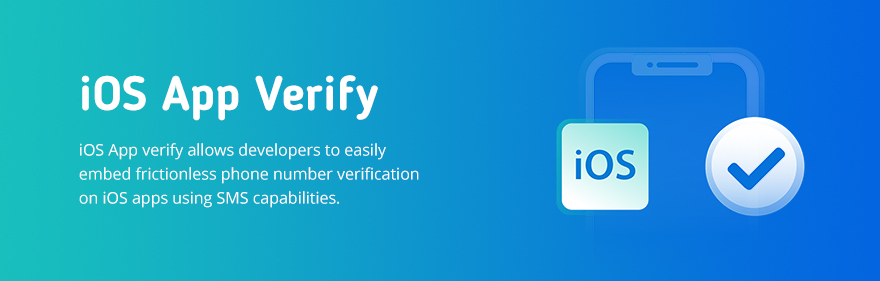 iOS App Verify
iOS App verify allows developers to easily
embed frictionless phone number verification
on iOS apps using SMS capabilities.
iOS